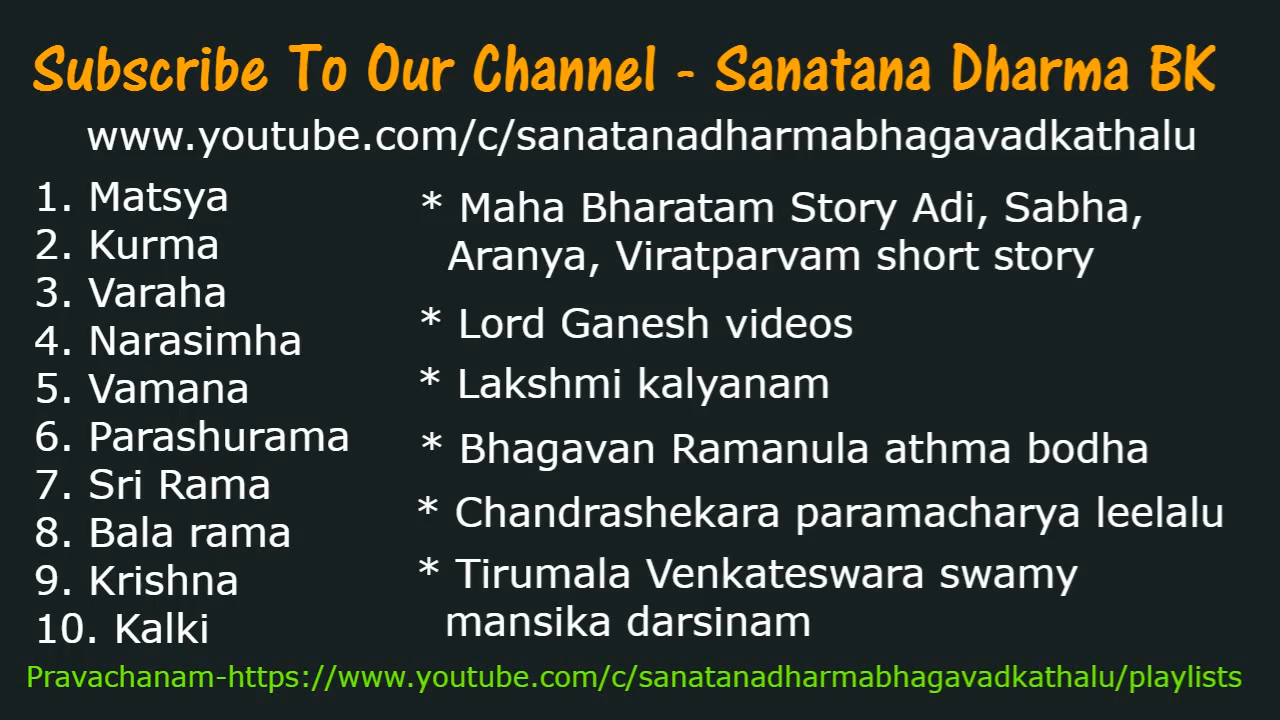 Subscribe To Our Channel - Sanatana Dharma BK
www.youtube.com/c/sanatanadharmabhagavadkathalu
1. Matsya
2. Kurma
3. Varaha
4. Narasimha
5. Vamana
6. Parashurama
7. Sri Rama
8. Bala rama
9. Krishna
10. Kalki
* Maha Bharatam Story Adi, Sabha,
Aranya, Viratparvam short story
* Lord Ganesh videos
* Lakshmi kalyanam
* Bhagavan Ramanula athma bodha
* Chandrashekara paramacharya leelalu
* Tirumala Venkateswara swamy
mansika darsinam
Pravachanam-https://www.youtube.com/c/sanatanadharmabhagavadkathalu/playlists